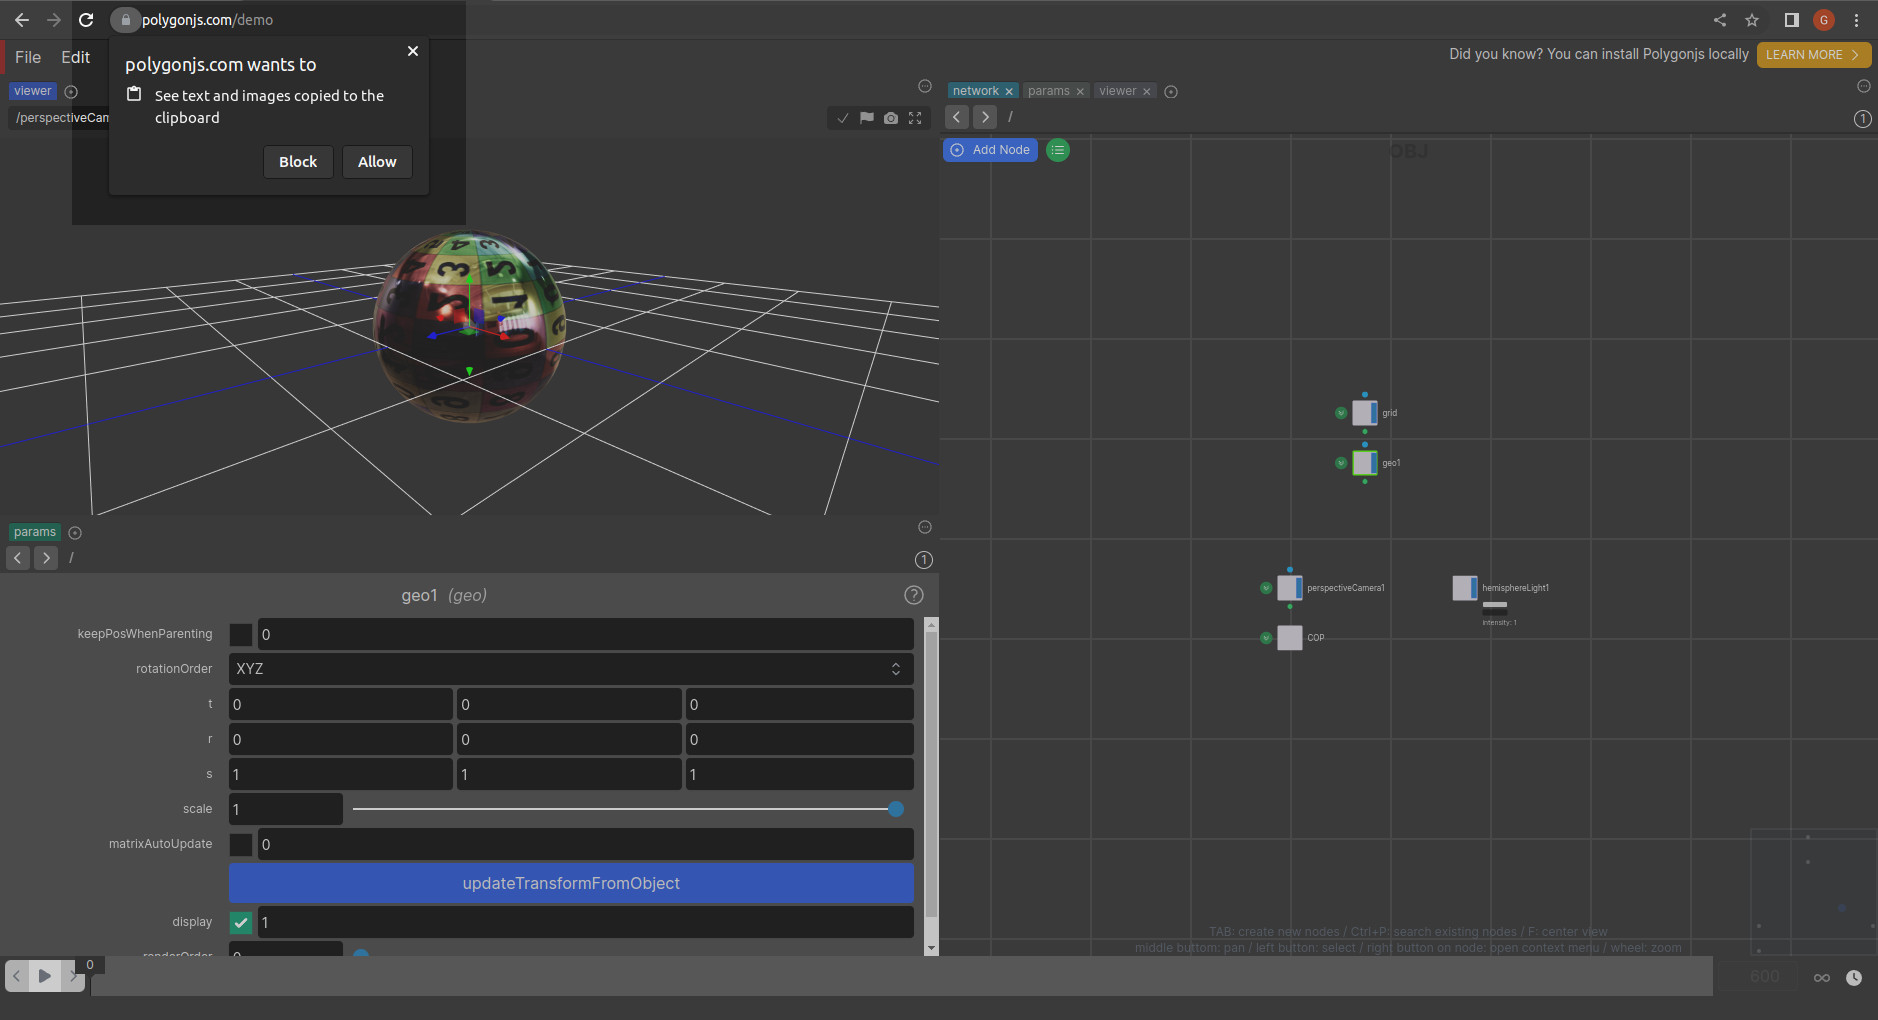 polygonjs.com/demo
G
File Edit
Did you know? You can install Polygonjs locally LEARN MORE
polygonjs.com wants to
See text and images copied to the
clipboard
Block Allow
viewer
/perspectiveCam
network params viewer
/
1
Add Node
OBJ
grid
geo1
perspectiveCamera1
hemisphereLight1
intensity: 1
COP
params
/
1
geo1 (geo)
?
keepPosWhenParenting 0
rotationOrder XYZ
t 0 0 0
r 0 0 0
s 1 1 1
scale 1
matrixAutoUpdate 0
updateTransformFromObject
display 1
renderOrder 0
TAB: create new nodes / Ctrl+P: search existing nodes / F: center view
middle buttom: pan / left button: select / right button on node: open context menu / wheel: zoom
0
600